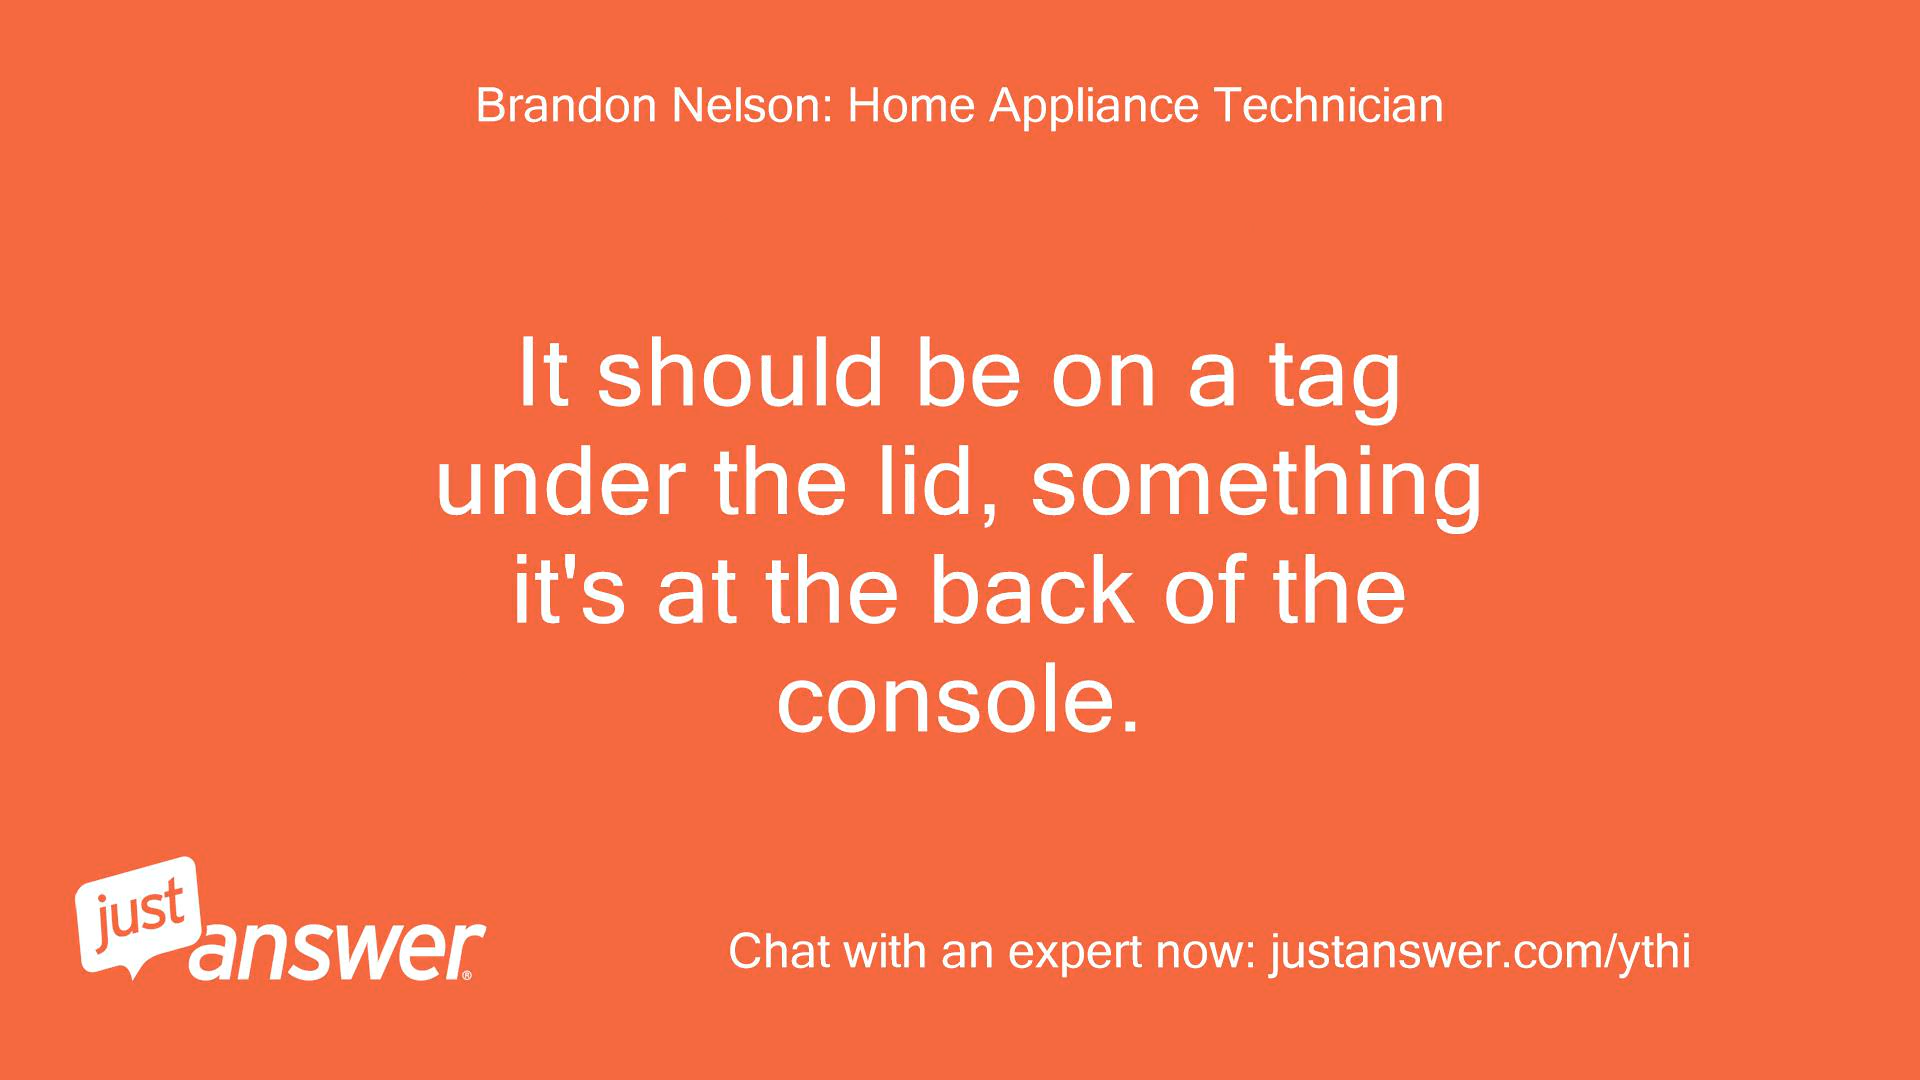 Brandon Nelson: Home Appliance Technician
It should be on a tag
under the lid, something
it's at the back of the
console.
just
answer®
Chat with an expert now: justanswer.com/ythi